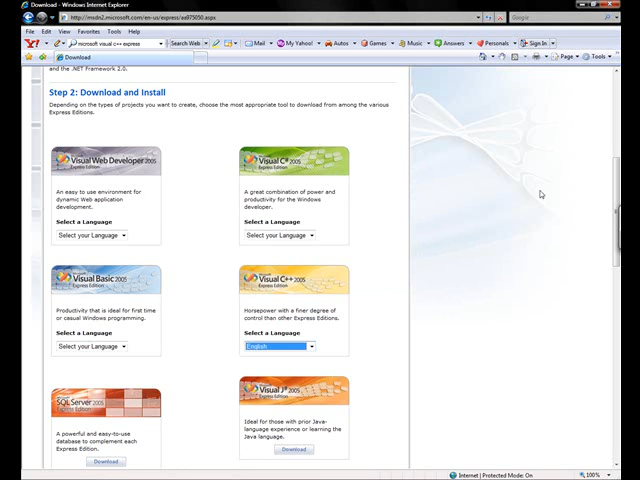 Download - Windows Internet Explorer
http://msdn2.microsoft.com/en-us/express/aa975050.aspx
Google
File Edit View Favorites Tools Help
Y! microsoft visual c++ express Search Web Mail My Yahoo! Autos Games Music Answers Personals Sign In
Download
Page Tools
and the .NET Framework 2.0.
Step 2: Download and Install
Depending on the types of projects you want to create, choose the most appropriate tool to download from among the various
Express Editions.
Visual Web Developer 2005
Express Edition
An easy to use environment for
dynamic Web application
development.
Select a Language
Select your Language
Visual C# 2005
Express Edition
A great combination of power and
productivity for the Windows
developer.
Select a Language
Select your Language
Visual Basic 2005
Express Edition
Productivity that is ideal for first time
or casual Windows programming.
Select a Language
Select your Language
Visual C++ 2005
Express Edition
Horsepower with a finer degree of
control than other Express Editions.
Select a Language
English
SQL Server 2005
Express Edition
A powerful and easy-to-use
database to complement each
Express Edition.
Download
Visual J# 2005
Express Edition
Ideal for those with prior Java-
language experience or learning the
Java language.
Download
Internet | Protected Mode: On
100%